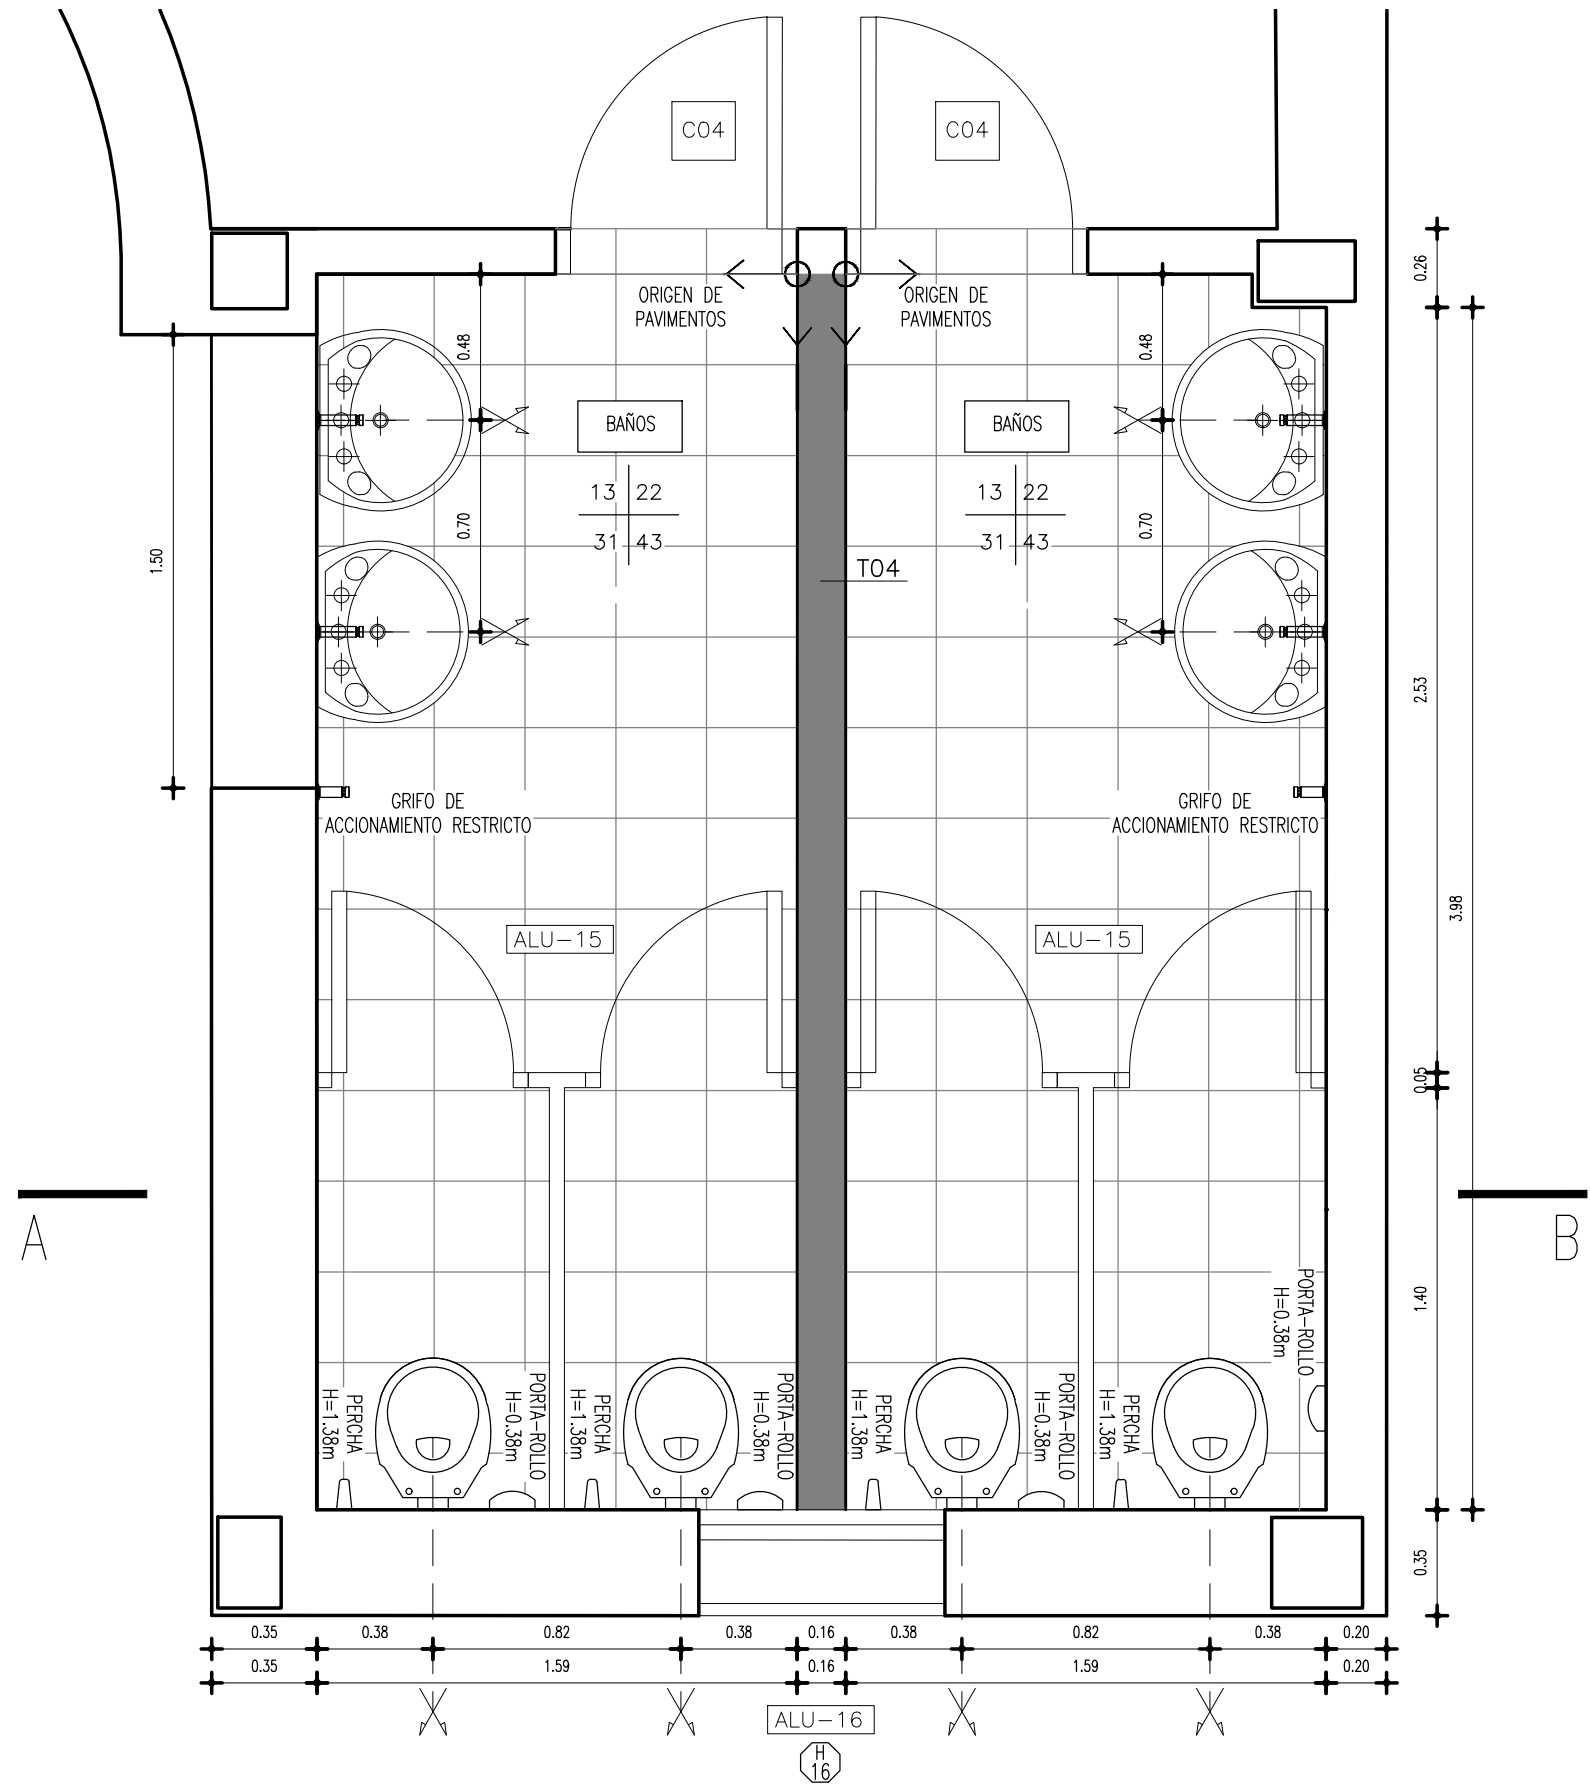 C04
C04
0.26
ORIGEN DE
PAVIMENTOS
ORIGEN DE
PAVIMENTOS
0.48
0.48
BAÑOS
BAÑOS
13 22
31 43
13 22
31 43
0.70
0.70
1.50
T04
2.53
GRIFO DE
ACCIONAMIENTO RESTRICTO
GRIFO DE
ACCIONAMIENTO RESTRICTO
3.98
ALU-15
ALU-15
0.05
A
B
1.40
PORTA-ROLLO
H=0.38m
PERCHA
H=1.38m
PORTA-ROLLO
H=0.38m
PERCHA
H=1.38m
PORTA-ROLLO
H=0.38m
PERCHA
H=1.38m
PORTA-ROLLO
H=0.38m
PERCHA
H=1.38m
0.35
0.35 0.38 0.82 0.38 0.16 0.38 0.82 0.38 0.20
0.35 1.59 0.16 1.59 0.20
ALU-16
H
16